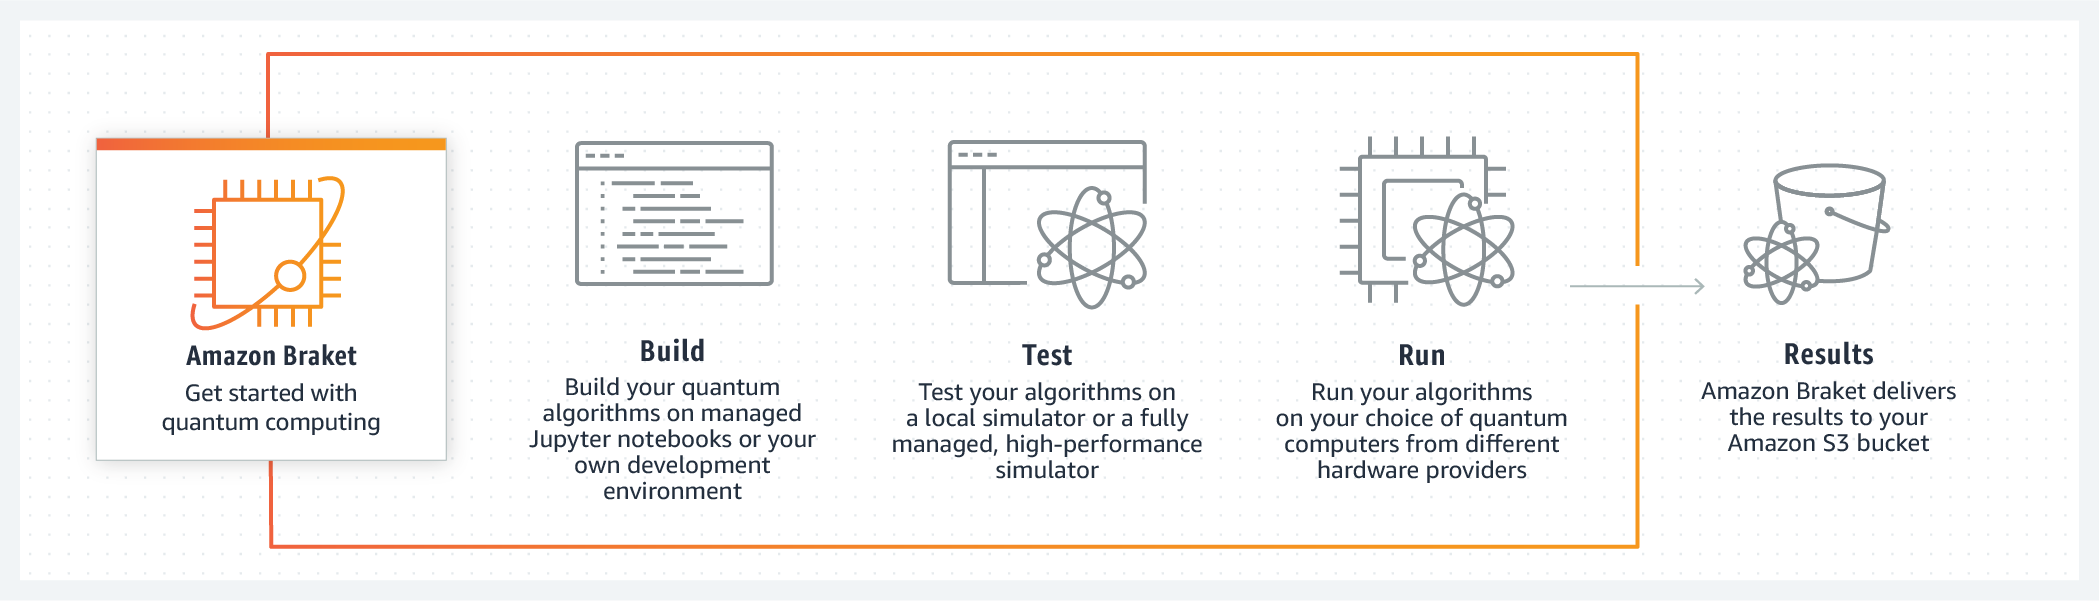 Amazon Braket
Get started with
quantum computing
Build
Build your quantum
algorithms on managed
Jupyter notebooks or your
own development
environment
Test
Test your algorithms on
a local simulator or a fully
managed, high-performance
simulator
Run
Run your algorithms
on your choice of quantum
computers from different
hardware providers
Results
Amazon Braket delivers
the results to your
Amazon S3 bucket